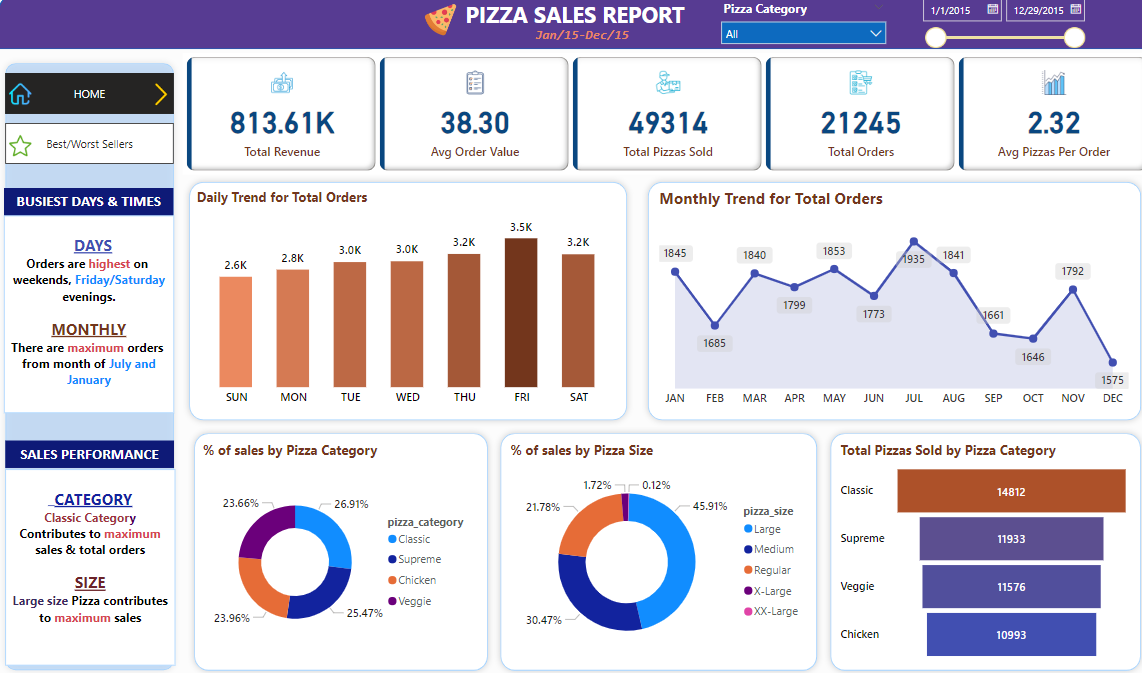 PIZZA SALES REPORT
Jan/15-Dec/15
Pizza Category
All
1/1/2015
12/29/2015
HOME
Best/Worst Sellers
BUSIEST DAYS & TIMES
DAYS
Orders are highest on
weekends, Friday/Saturday
evenings.
MONTHLY
There are maximum orders
from month of July and
January
SALES PERFORMANCE
_CATEGORY
Classic Category
Contributes to maximum
sales & total orders
SIZE
Large size Pizza contributes
to maximum sales
813.61K
Total Revenue
38.30
Avg Order Value
49314
Total Pizzas Sold
21245
Total Orders
2.32
Avg Pizzas Per Order
Daily Trend for Total Orders
2.6K
2.8K
3.0K
3.0K
3.2K
3.5K
3.2K
SUN MON TUE WED THU FRI SAT
Monthly Trend for Total Orders
1845
1685
1840
1799
1853
1773
1935
1841
1661
1646
1792
1575
JAN FEB MAR APR MAY JUN JUL AUG SEP OCT NOV DEC
% of sales by Pizza Category
23.66%
26.91%
23.96%
25.47%
pizza_category
Classic
Supreme
Chicken
Veggie
% of sales by Pizza Size
1.72%
0.12%
21.78%
45.91%
30.47%
pizza_size
Large
Medium
Regular
X-Large
XX-Large
Total Pizzas Sold by Pizza Category
Classic 14812
Supreme 11933
Veggie 11576
Chicken 10993